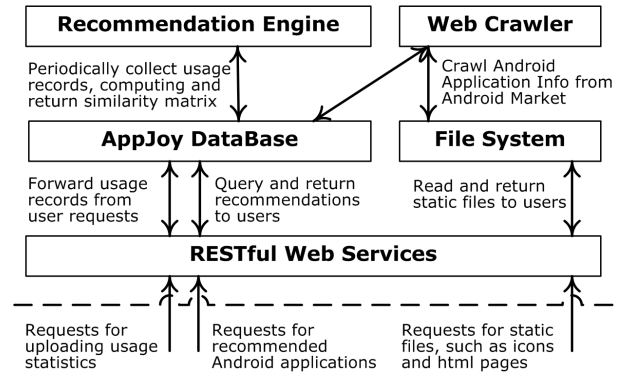 Recommendation Engine
Web Crawler
Periodically collect usage
records, computing and
return similarity matrix
Crawl Android
Application Info from
Android Market
AppJoy DataBase
File System
Forward usage
records from
user requests
Query and return
recommendations
to users
Read and return
static files to users
RESTful Web Services
Requests for
uploading usage
statistics
Requests for
recommended
Android applications
Requests for static
files, such as icons
and html pages